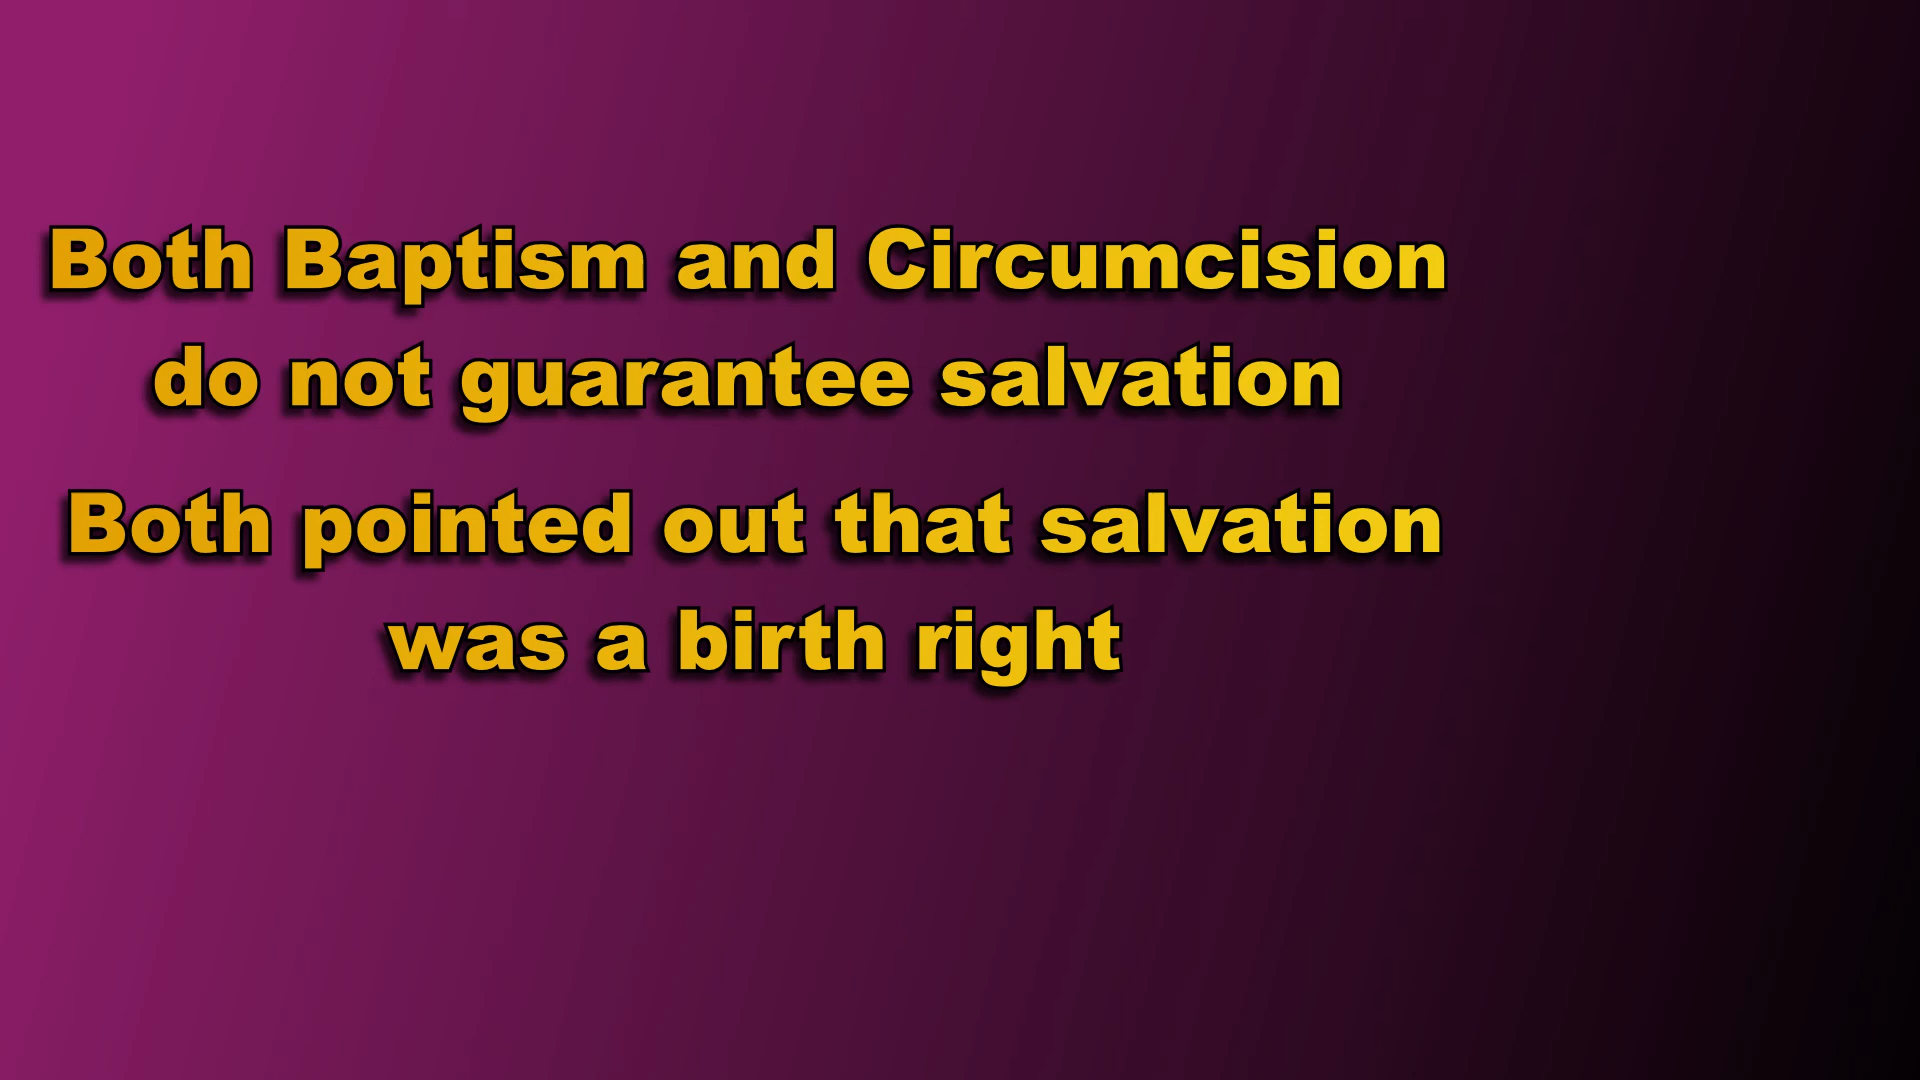 Both Baptism and Circumcision
do not guarantee salvation
Both pointed out that salvation
was a birth right